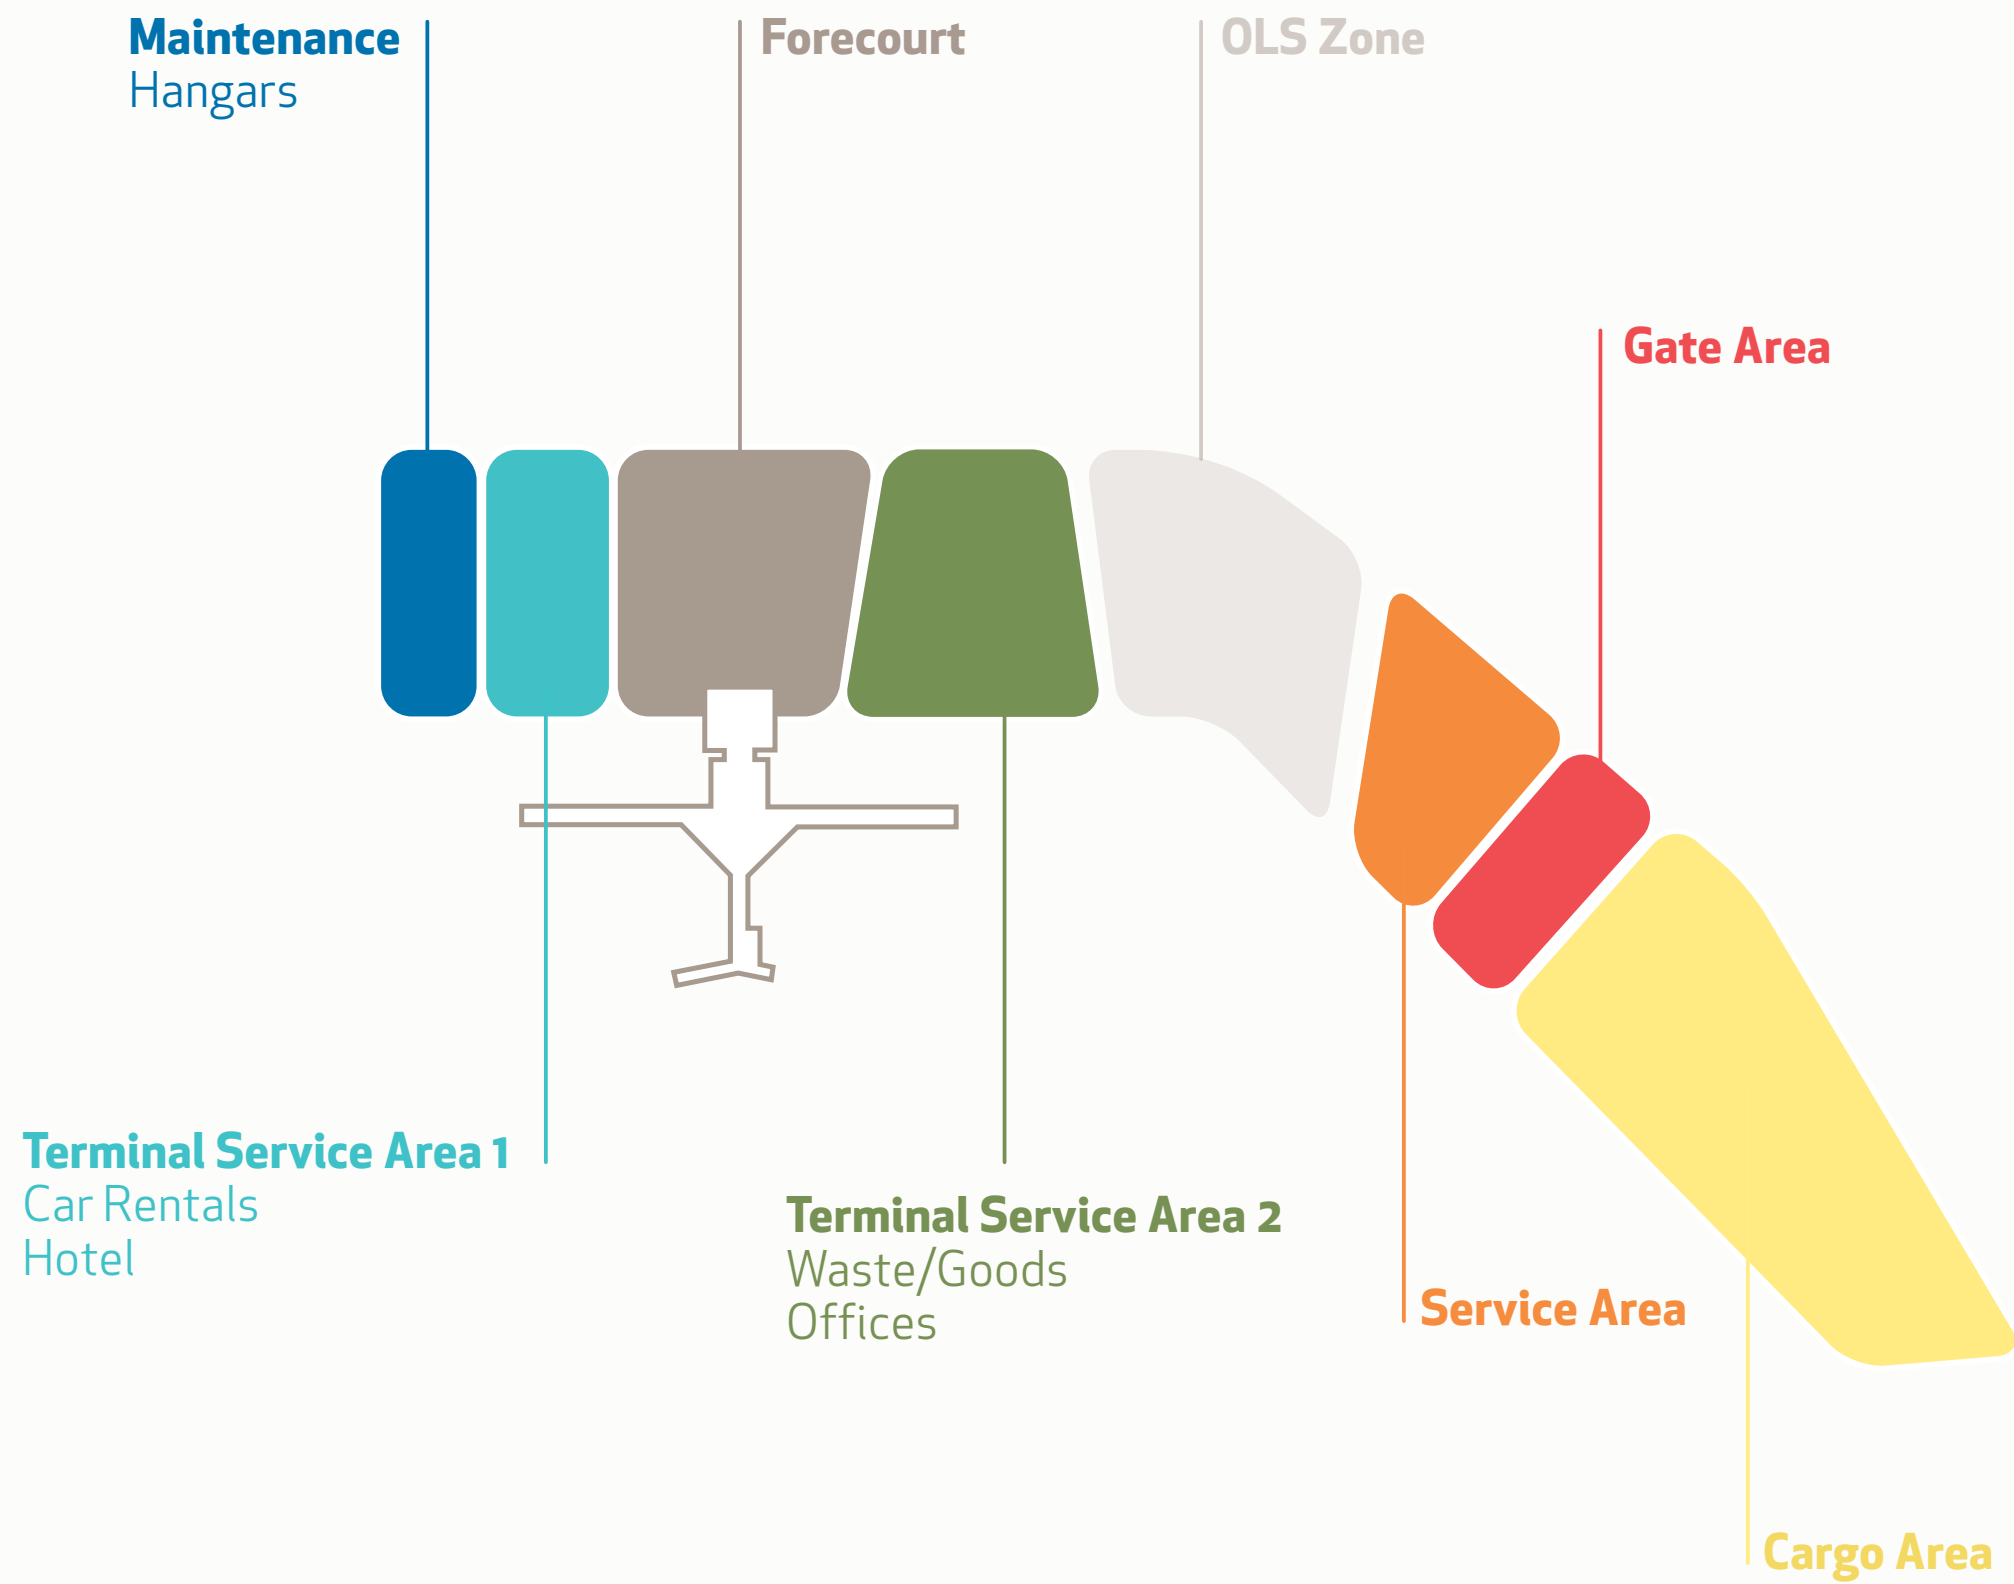 Maintenance
Hangars
Forecourt
OLS Zone
Gate Area
Terminal Service Area 1
Car Rentals
Hotel
Terminal Service Area 2
Waste/Goods
Offices
Service Area
Cargo Area